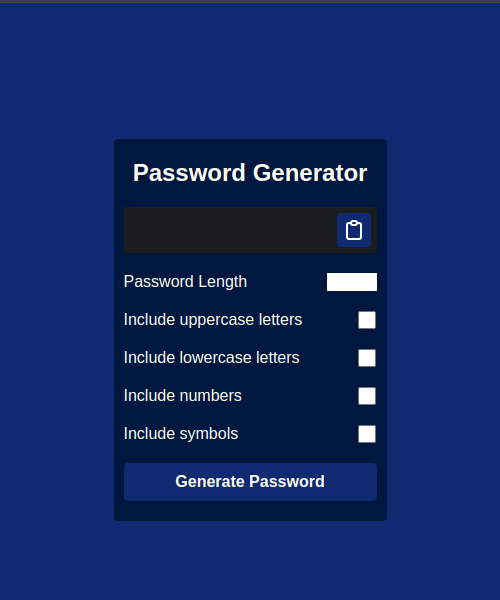 Password Generator
Password Length
Include uppercase letters
Include lowercase letters
Include numbers
Include symbols
Generate Password